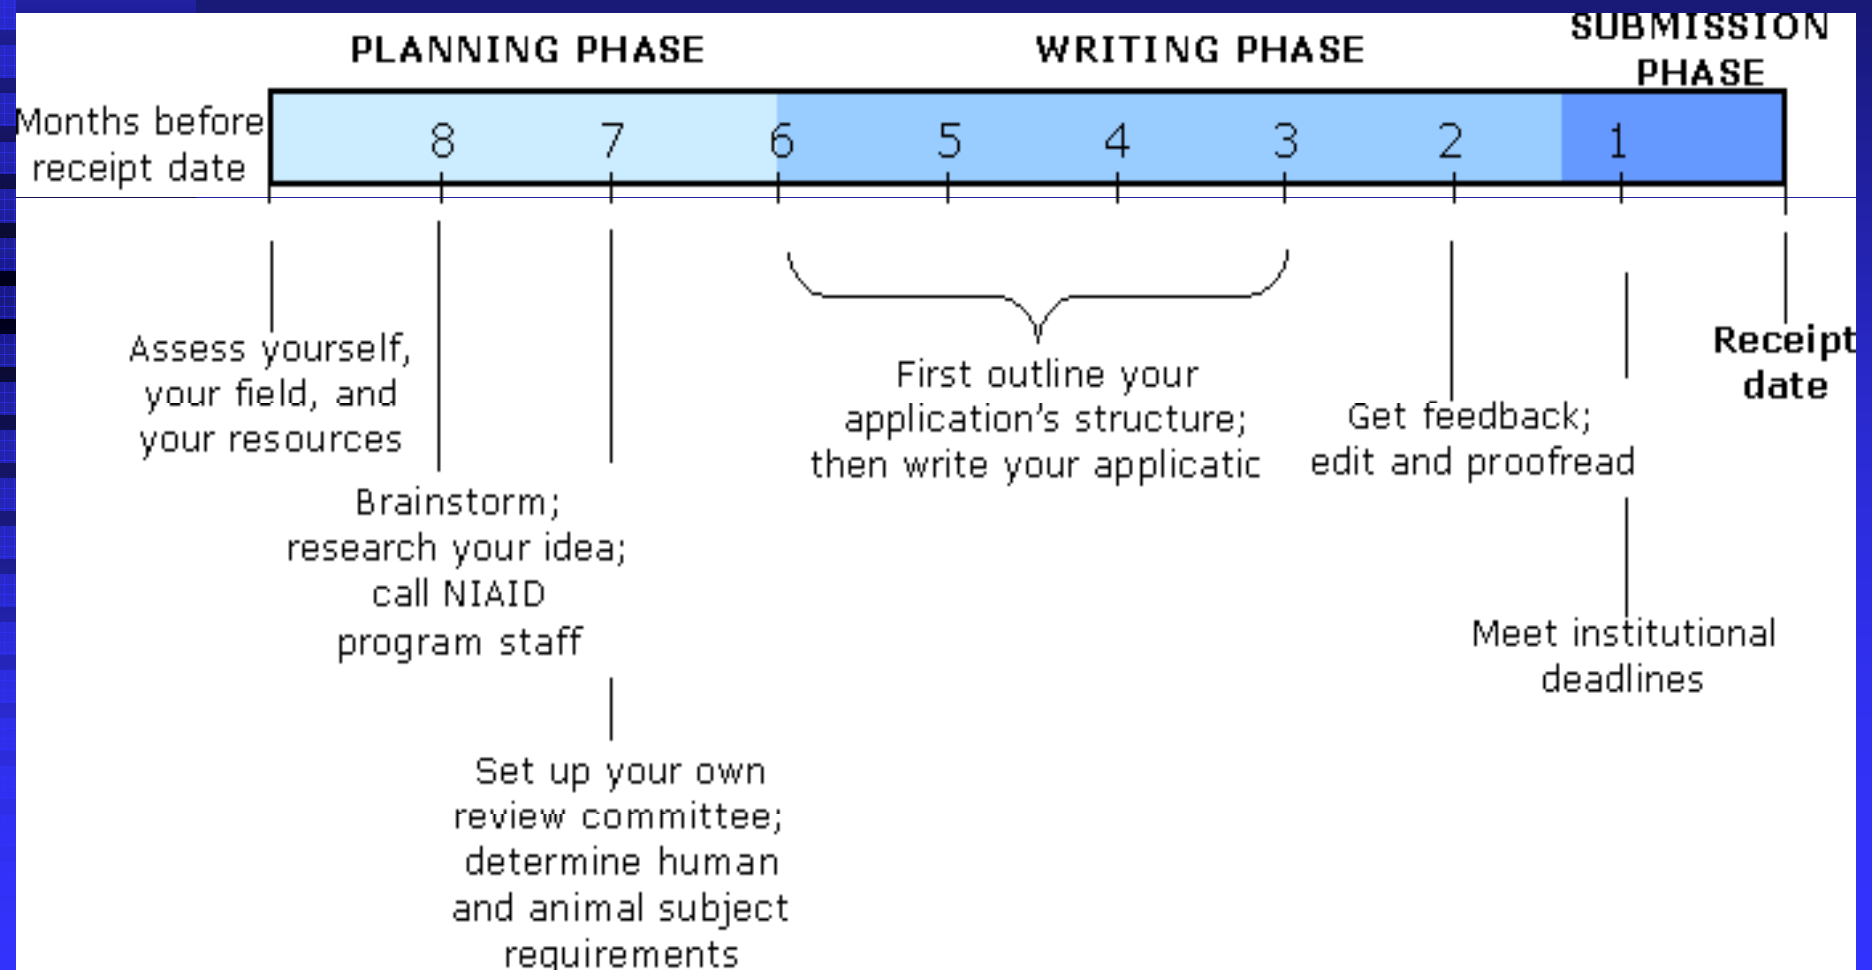 PLANNING PHASE
WRITING PHASE
SUBMISSION
PHASE
Months before
receipt date
8 7 6 5 4 3 2 1
Assess yourself,
your field, and
your resources
Brainstorm;
research your idea;
call NIAID
program staff
Set up your own
review committee;
determine human
and animal subject
requirements
First outline your
application's structure;
then write your applicatic
Get feedback;
edit and proofread
Meet institutional
deadlines
Receipt
date